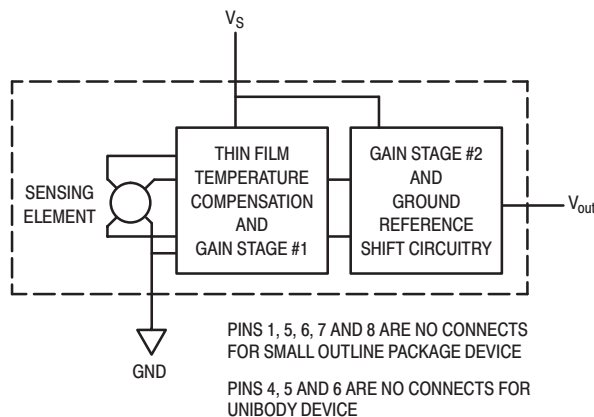 V_S
SENSING
ELEMENT
THIN FILM
TEMPERATURE
COMPENSATION
AND
GAIN STAGE #1
GAIN STAGE #2
AND
GROUND
REFERENCE
SHIFT CIRCUITRY
V_out
GND
PINS 1, 5, 6, 7 AND 8 ARE NO CONNECTS
FOR SMALL OUTLINE PACKAGE DEVICE
PINS 4, 5 AND 6 ARE NO CONNECTS FOR
UNIBODY DEVICE